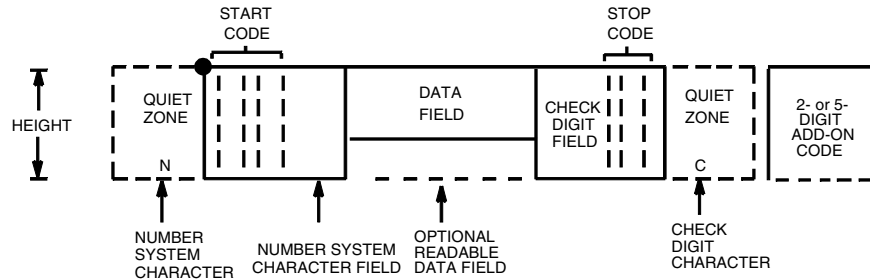 START
CODE
STOP
CODE
HEIGHT
QUIET
ZONE
N
DATA
FIELD
CHECK
DIGIT
FIELD
QUIET
ZONE
C
2- or 5-
DIGIT
ADD-ON
CODE
NUMBER
SYSTEM
CHARACTER
NUMBER SYSTEM
CHARACTER FIELD
OPTIONAL
READABLE
DATA FIELD
CHECK
DIGIT
CHARACTER